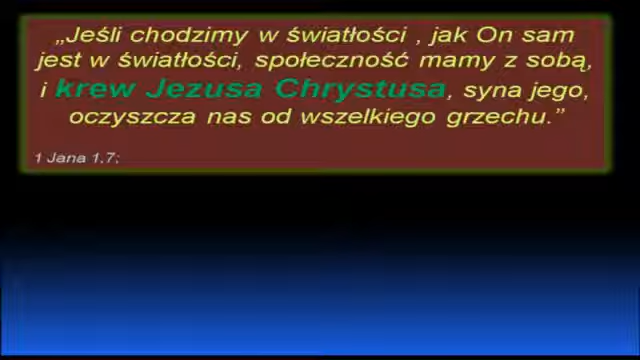 „Jeśli chodzimy w światłości , jak On sam
jest w światłości, społeczność mamy z sobą,
i krew Jezusa Chrystusa, syna jego,
oczyszcza nas od wszelkiego grzechu.”
1 Jana 1.7;